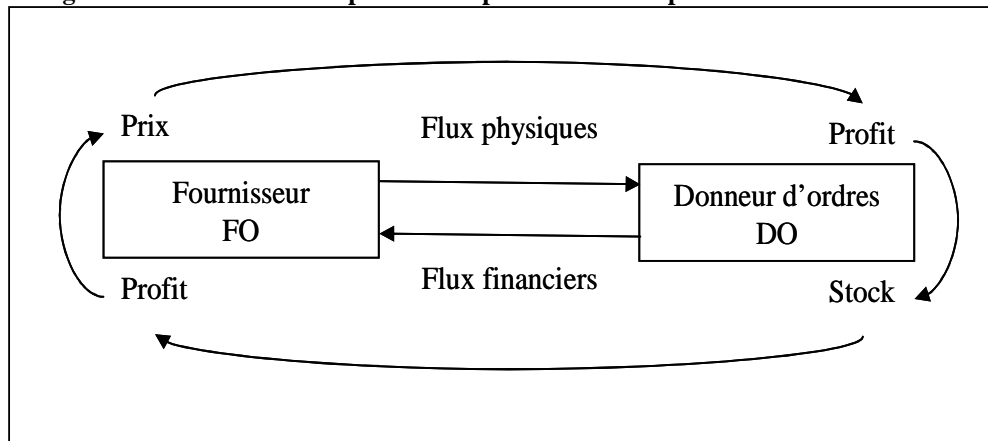 Prix
Flux physiques
Profit
Fournisseur
FO
Donneur d'ordres
DO
Flux financiers
Profit
Stock